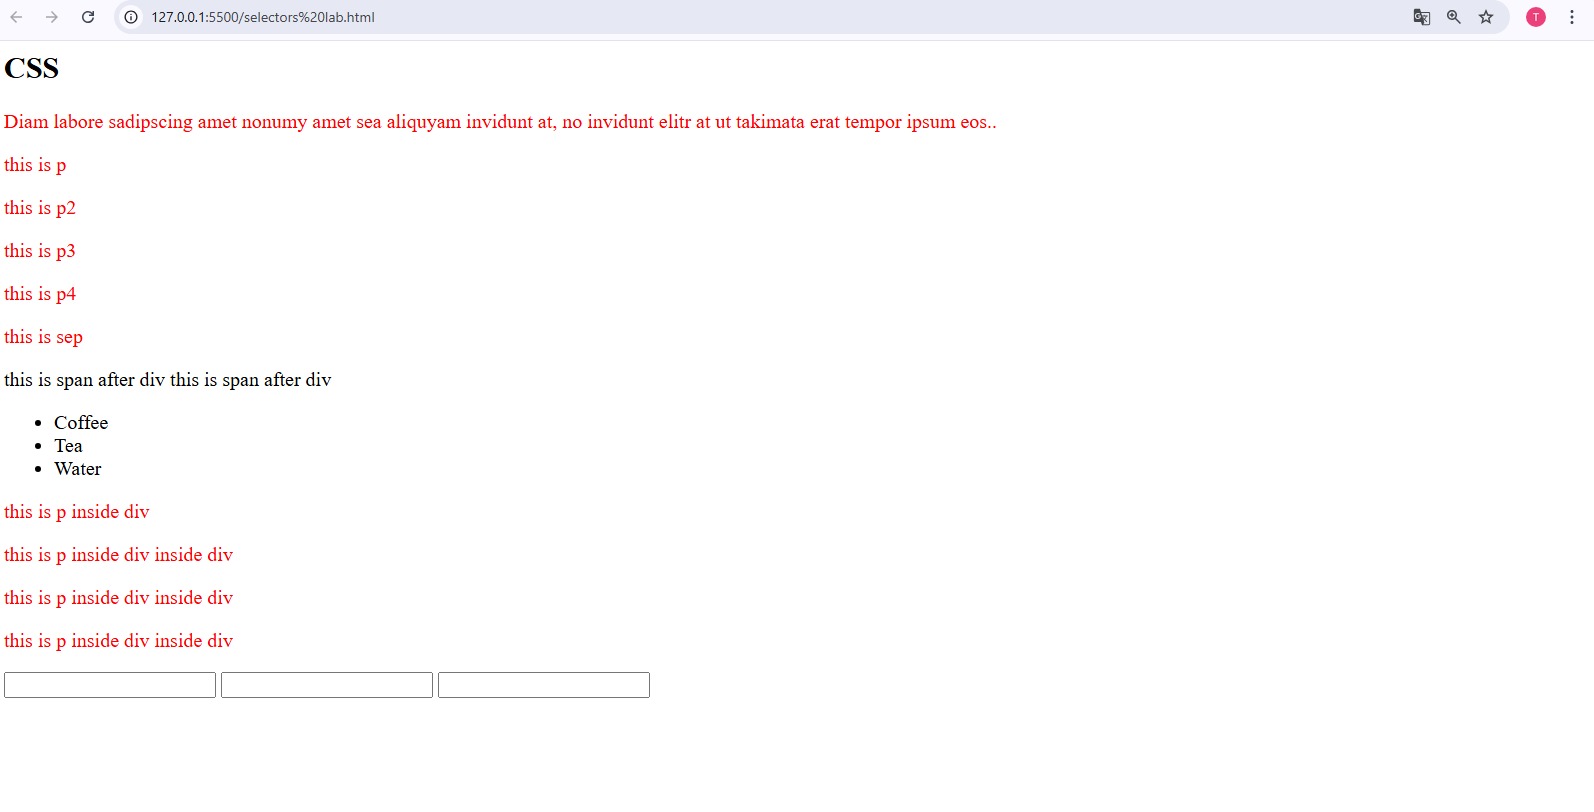 127.0.0.1:5500/selectors%20lab.html
T
CSS
Diam labore sadipscing amet nonumy amet sea aliquyam invidunt at, no invidunt elitr at ut takimata erat tempor ipsum eos..
this is p
this is p2
this is p3
this is p4
this is sep
this is span after div this is span after div
Coffee
Tea
Water
this is p inside div
this is p inside div inside div
this is p inside div inside div
this is p inside div inside div